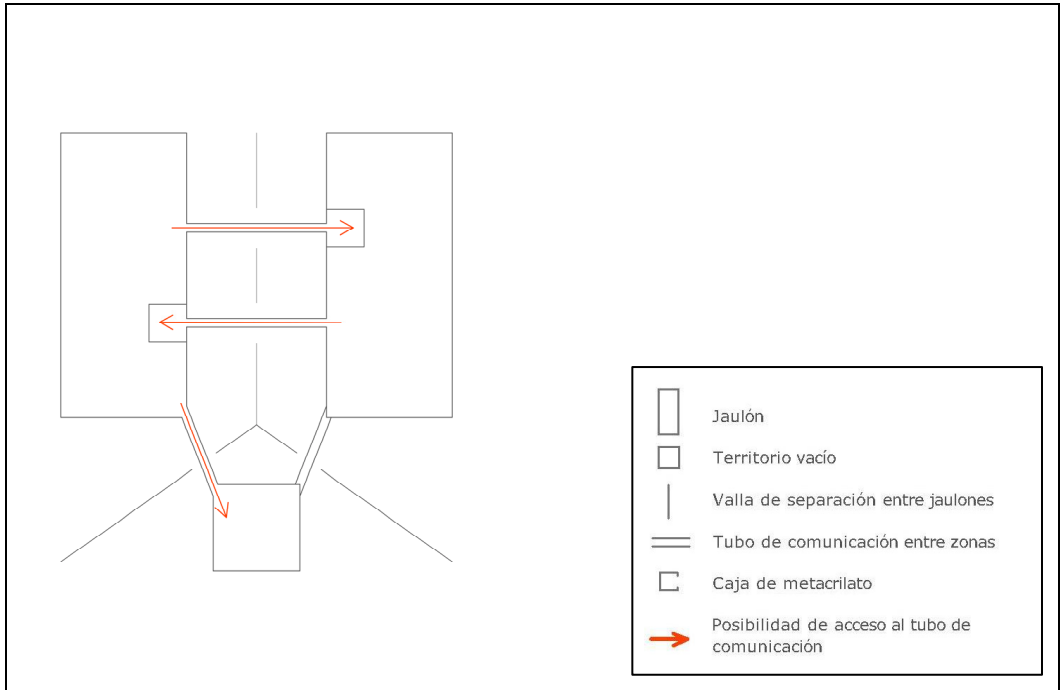 Jaulón
Territorio vacío
Valla de separación entre jaulones
Tubo de comunicación entre zonas
Caja de metacrilato
Posibilidad de acceso al tubo de
comunicación